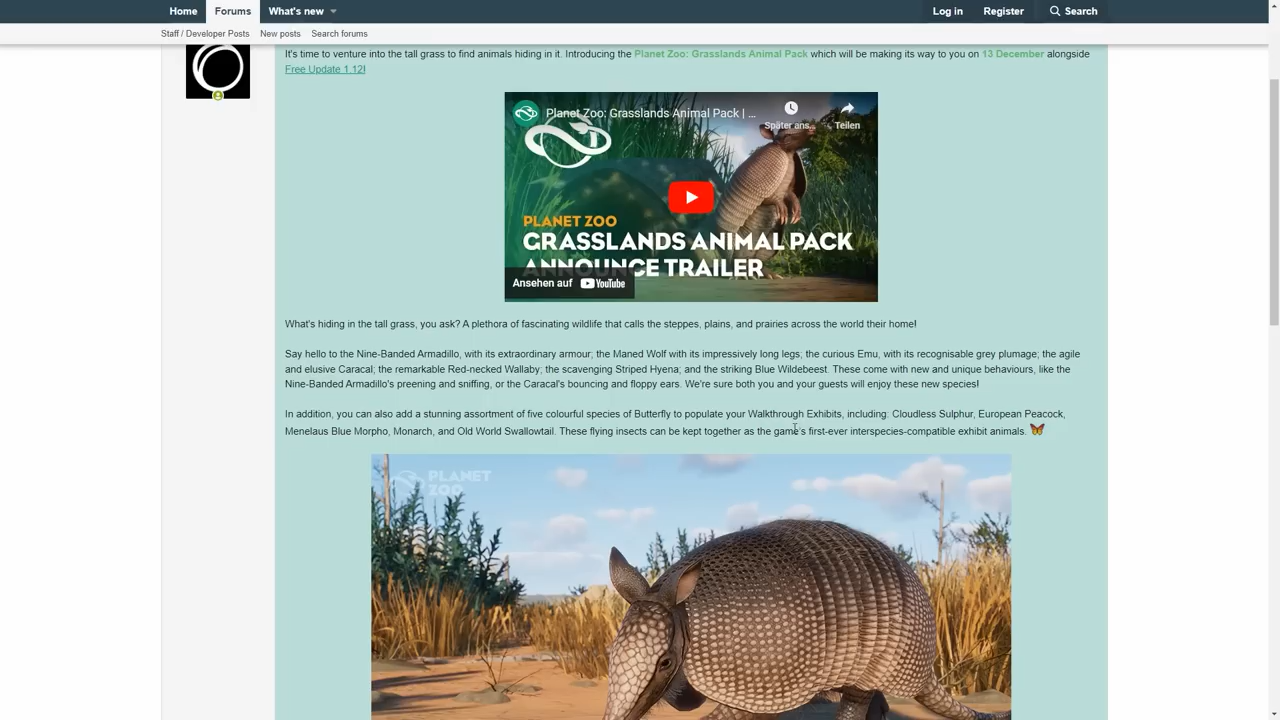 Home Forums What's new Log in Register Search
Staff / Developer Posts New posts Search forums
It's time to venture into the tall grass to find animals hiding in it. Introducing the Planet Zoo: Grasslands Animal Pack which will be making its way to you on 13 December alongside
Free Update 1.12!
Planet Zoo: Grasslands Animal Pack | ...
Später ans... Teilen
PLANET ZOO
GRASSLANDS ANIMAL PACK
ANNOUNCE TRAILER
Ansehen auf YouTube
What's hiding in the tall grass, you ask? A plethora of fascinating wildlife that calls the steppes, plains, and prairies across the world their home!
Say hello to the Nine-Banded Armadillo, with its extraordinary armour; the Maned Wolf with its impressively long legs; the curious Emu, with its recognisable grey plumage; the agile
and elusive Caracal; the remarkable Red-necked Wallaby; the scavenging Striped Hyena; and the striking Blue Wildebeest. These come with new and unique behaviours, like the
Nine-Banded Armadillo's preening and sniffing, or the Caracal's bouncing and floppy ears. We're sure both you and your guests will enjoy these new species!
In addition, you can also add a stunning assortment of five colourful species of Butterfly to populate your Walkthrough Exhibits, including: Cloudless Sulphur, European Peacock,
Menelaus Blue Morpho, Monarch, and Old World Swallowtail. These flying insects can be kept together as the game's first-ever interspecies-compatible exhibit animals.
PLANET
ZOO